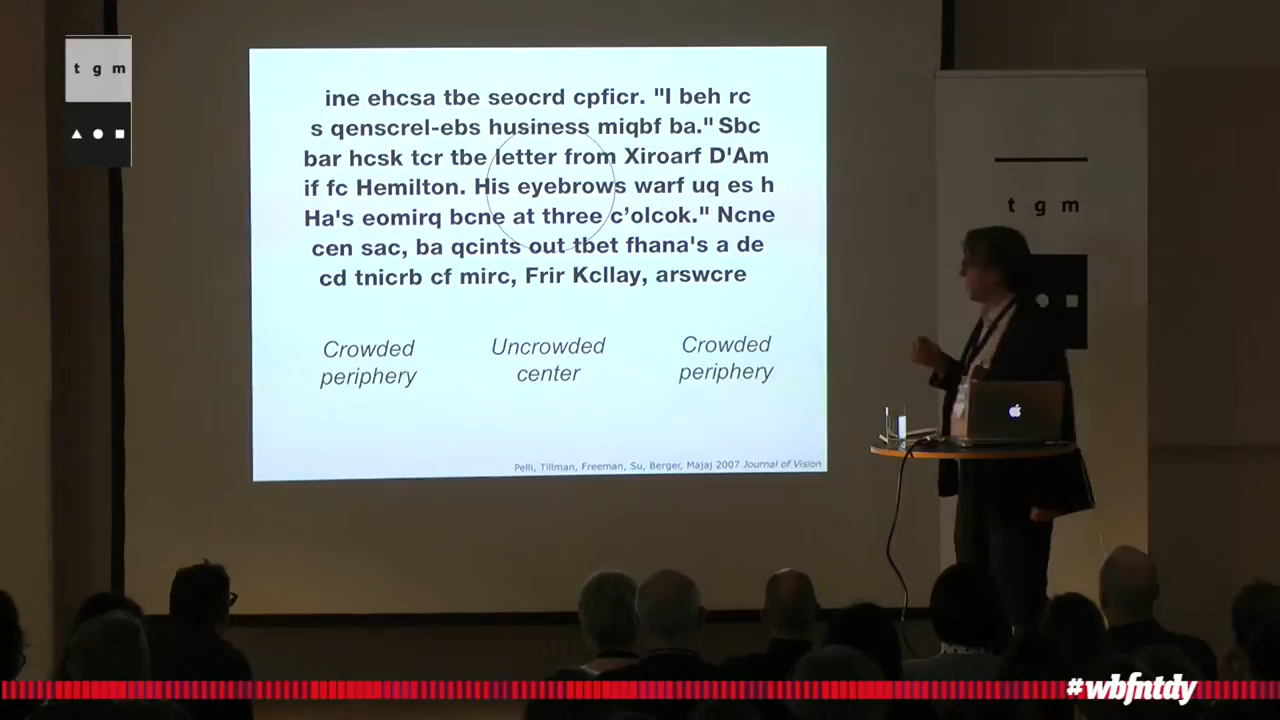 t g m
ine ehcsa tbe seocrd cpficr. "I beh rc
s qenscrel-ebs husiness miqbf ba." Sbc
bar hcsk tcr tbe letter from Xiroarf D'Am
if fc Hemilton. His eyebrows warf uq es h
Ha's eomirq bcne at three c’olcok." Ncne
cen sac, ba qcints out tbet fhana's a de
cd tnicrb cf mirc, Frir Kcllay, arswcre
Crowded
periphery
Uncrowded
center
Crowded
periphery
Pelli, Tillman, Freeman, Su, Berger, Majaj 2007 Journal of Vision
t g m
#wbfntdy